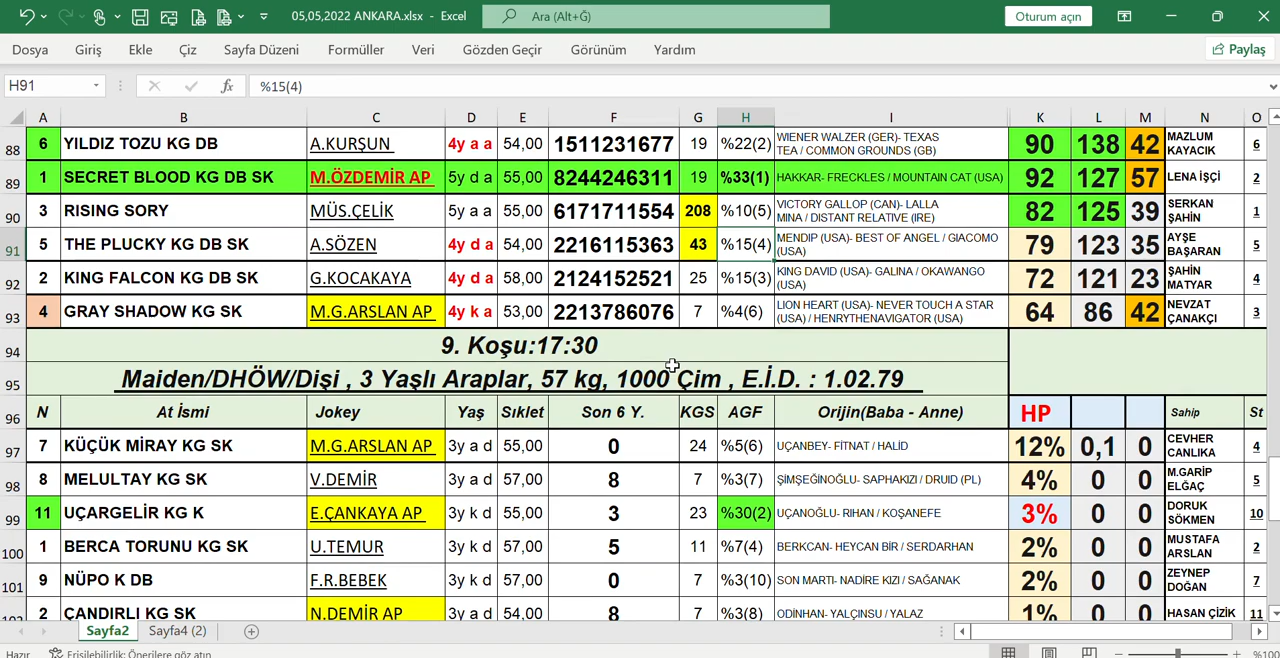 05,05,2022 ANKARA.xlsx - Excel
Ara (Alt+Ğ)
Oturum açın
Dosya Giriş Ekle Çiz Sayfa Düzeni Formüller Veri Gözden Geçir Görünüm Yardım Paylaş
H91 fx %15(4)
A B C D E F G H I K L M N O
88 6 YILDIZ TOZU KG DB A.KURŞUN 4y a a 54,00 1511231677 19 %22(2) WIENER WALZER (GER)- TEXAS 90 138 42 MAZLUM 6
TEA / COMMON GROUNDS (GB) KAYACIK
89 1 SECRET BLOOD KG DB SK M.ÖZDEMİR AP 5y d a 55,00 8244246311 19 %33(1) HAKKAR- FRECKLES / MOUNTAIN CAT (USA) 92 127 57 LENA İŞÇİ 2
90 3 RISING SORY MÜS.ÇELİK 5y a a 55,00 6171711554 208 %10(5) VICTORY GALLOP (CAN)- LALLA 82 125 39 SERKAN 1
MINA / DISTANT RELATIVE (IRE) ŞAHİN
91 5 THE PLUCKY KG DB SK A.SÖZEN 4y d a 54,00 2216115363 43 %15(4) MENDIP (USA)- BEST OF ANGEL / GIACOMO 79 123 35 AYŞE 5
(USA) BAŞARAN
92 2 KING FALCON KG DB SK G.KOCAKAYA 4y d a 58,00 2124152521 25 %15(3) KING DAVID (USA)- GALINA / OKAWANGO 72 121 23 ŞAHİN 4
(USA) MATYAR
93 4 GRAY SHADOW KG SK M.G.ARSLAN AP 4y k a 53,00 2213786076 7 %4(6) LION HEART (USA)- NEVER TOUCH A STAR 64 86 42 NEVZAT 3
(USA) / HENRYTHENAVIGATOR (USA) ÇANAKÇI
94 9. Koşu:17:30
95 Maiden/DHÖW/Dişi , 3 Yaşlı Araplar, 57 kg, 1000 Çim , E.İ.D. : 1.02.79
96 N At İsmi Jokey Yaş Sıklet Son 6 Y. KGS AGF Orijin(Baba - Anne) HP Sahip St
97 7 KÜÇÜK MİRAY KG SK M.G.ARSLAN AP 3y a d 55,00 0 24 %5(6) UÇANBEY- FİTNAT / HALİD 12% 0,1 0 CEVHER 4
CANLIKA
98 8 MELULTAY KG SK V.DEMİR 3y a d 55,00 8 7 %3(7) ŞİMŞEĞİNOĞLU- SAPHAKIZI / DRUID (PL) 4% 0 0 M.GARİP 5
ELĞAÇ
99 11 UÇARGELİR KG K E.ÇANKAYA AP 3y k d 55,00 3 23 %30(2) UÇANOĞLU- RIHAN / KOŞANEFE 3% 0 0 DORUK 10
SÖKMEN
100 1 BERCA TORUNU KG SK U.TEMUR 3y k d 57,00 5 11 %7(4) BERKCAN- HEYCAN BİR / SERDARHAN 2% 0 0 MUSTAFA 2
ARSLAN
101 9 NÜPO K DB F.R.BEBEK 3y k d 57,00 0 7 %3(10) SON MARTI- NADİRE KIZI / SAĞANAK 2% 0 0 ZEYNEP 7
DOĞAN
2 ÇANDIRLI KG SK N.DEMİR AP 3y a d 54,00 8 7 %3(8) ODİNHAN- YALÇINSU / YALAZ 1% 0 0 HASAN ÇİZİK 11
Sayfa2 Sayfa4 (2)
Hazır Erişilebilirlik: Önerilere göz atın %100